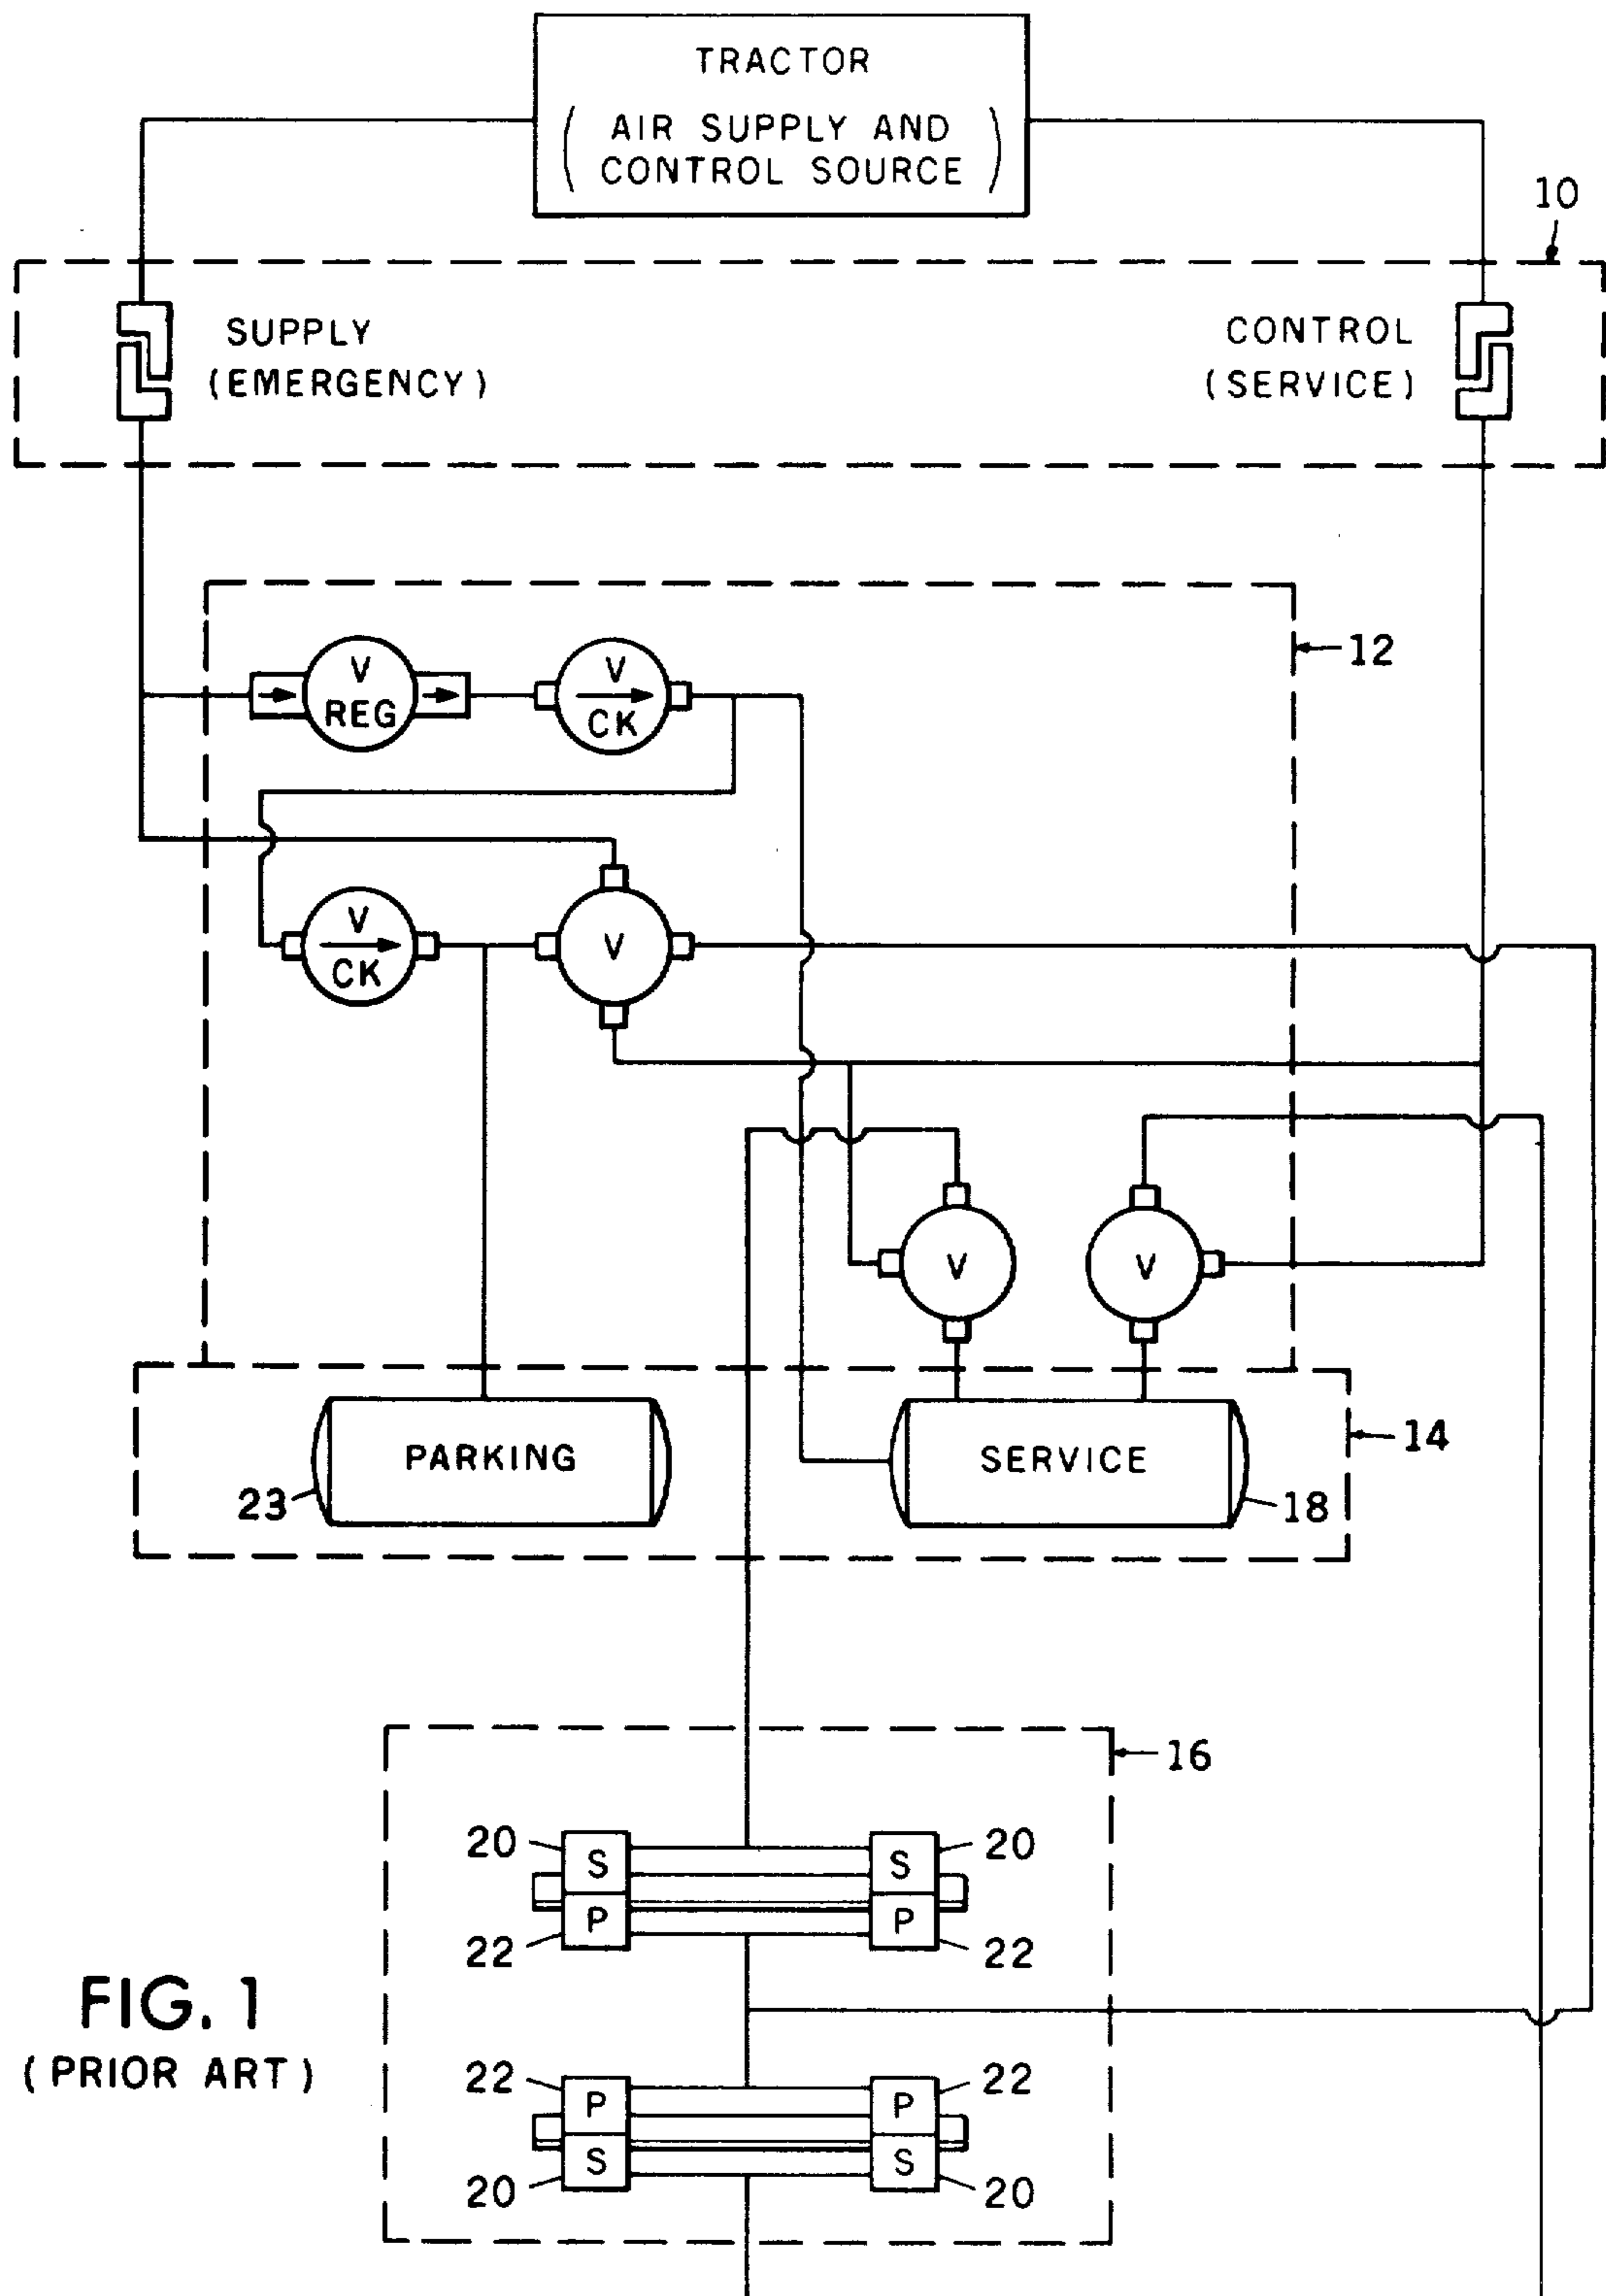 TRACTOR
( AIR SUPPLY AND
CONTROL SOURCE )
10
SUPPLY
(EMERGENCY)
CONTROL
(SERVICE)
12
V
REG
V
CK
V
CK
V
V
V
14
PARKING
23
SERVICE
18
16
20
S
S
20
22
P
P
22
FIG. 1
(PRIOR ART)
22
P
P
22
20
S
S
20